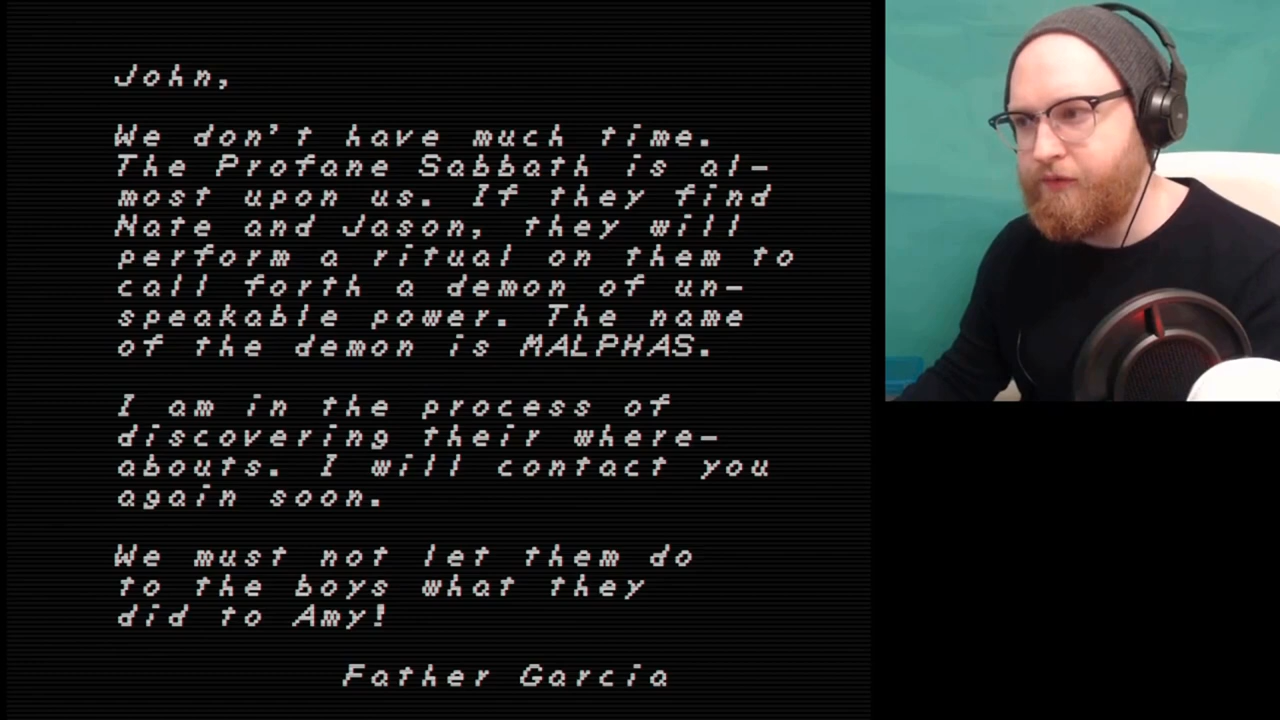 John,
We don't have much time.
The Profane Sabbath is al-
most upon us. If they find
Nate and Jason, they will
perform a ritual on them to
call forth a demon of un-
speakable power. The name
of the demon is MALPHAS.
I am in the process of
discovering their where-
abouts. I will contact you
again soon.
We must not let them do
to the boys what they
did to Amy!
Father Garcia